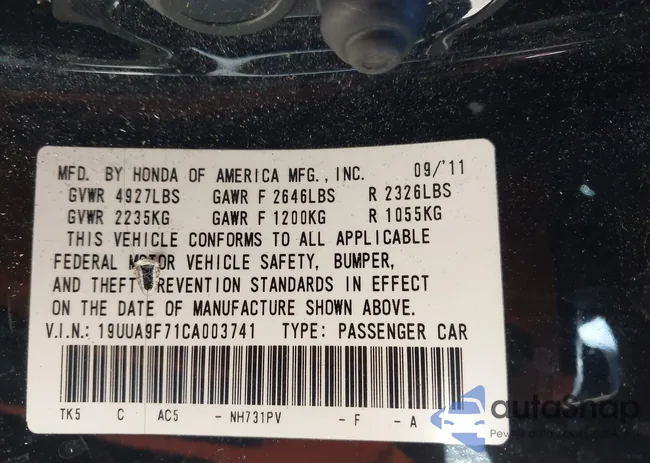 MFD. BY HONDA OF AMERICA MFG., INC. 09/'11
GVWR 4927LBS GAWR F 2646LBS R 2326LBS
GVWR 2235KG GAWR F 1200KG R 1055KG
THIS VEHICLE CONFORMS TO ALL APPLICABLE
FEDERAL MOTOR VEHICLE SAFETY, BUMPER,
AND THEFT PREVENTION STANDARDS IN EFFECT
ON THE DATE OF MANUFACTURE SHOWN ABOVE.
V.I.N.: 19UUA9F71CA003741 TYPE: PASSENGER CAR
TK5 C AC5 - NH731PV - F - A
autoSnap